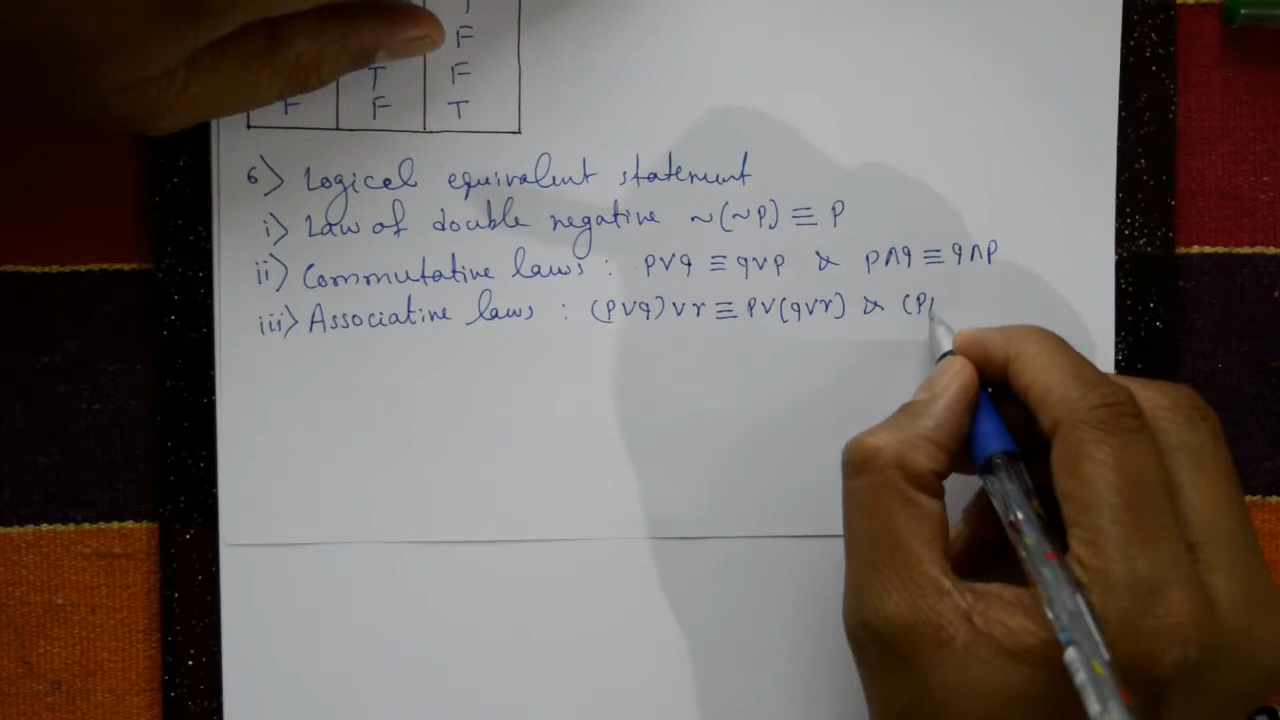 F
T F
F F T
6) Logical equivalent statement
i) Law of double negative ~(~p) ≡ p
ii) Commutative laws : p∨q ≡ q∨p & p∧q ≡ q∧p
iii) Associative laws : (p∨q)∨r ≡ p∨(q∨r) & (p